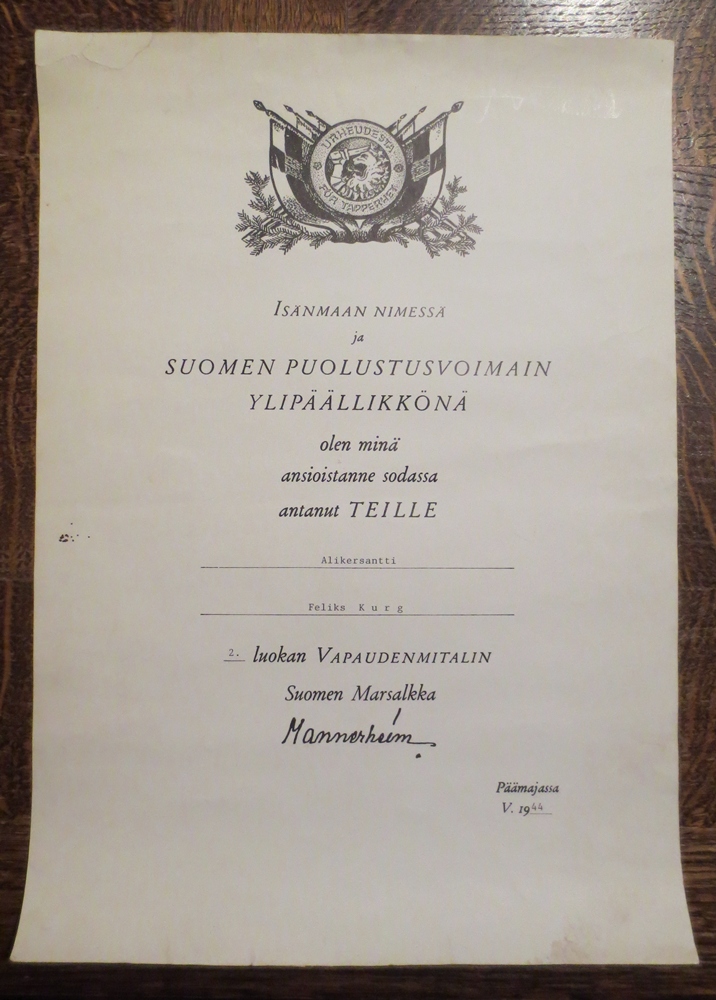 URHEUDESTA
FÖR TAPPERHET
ISÄNMAAN NIMESSÄ
ja
SUOMEN PUOLUSTUSVOIMAIN
YLIPÄÄLLIKKÖNÄ
olen minä
ansioistanne sodassa
antanut TEILLE
Alikersantti
Feliks K u r g
2. luokan VAPAUDENMITALIN
Suomen Marsalkka
Mannerheim
Päämajassa
V. 1944